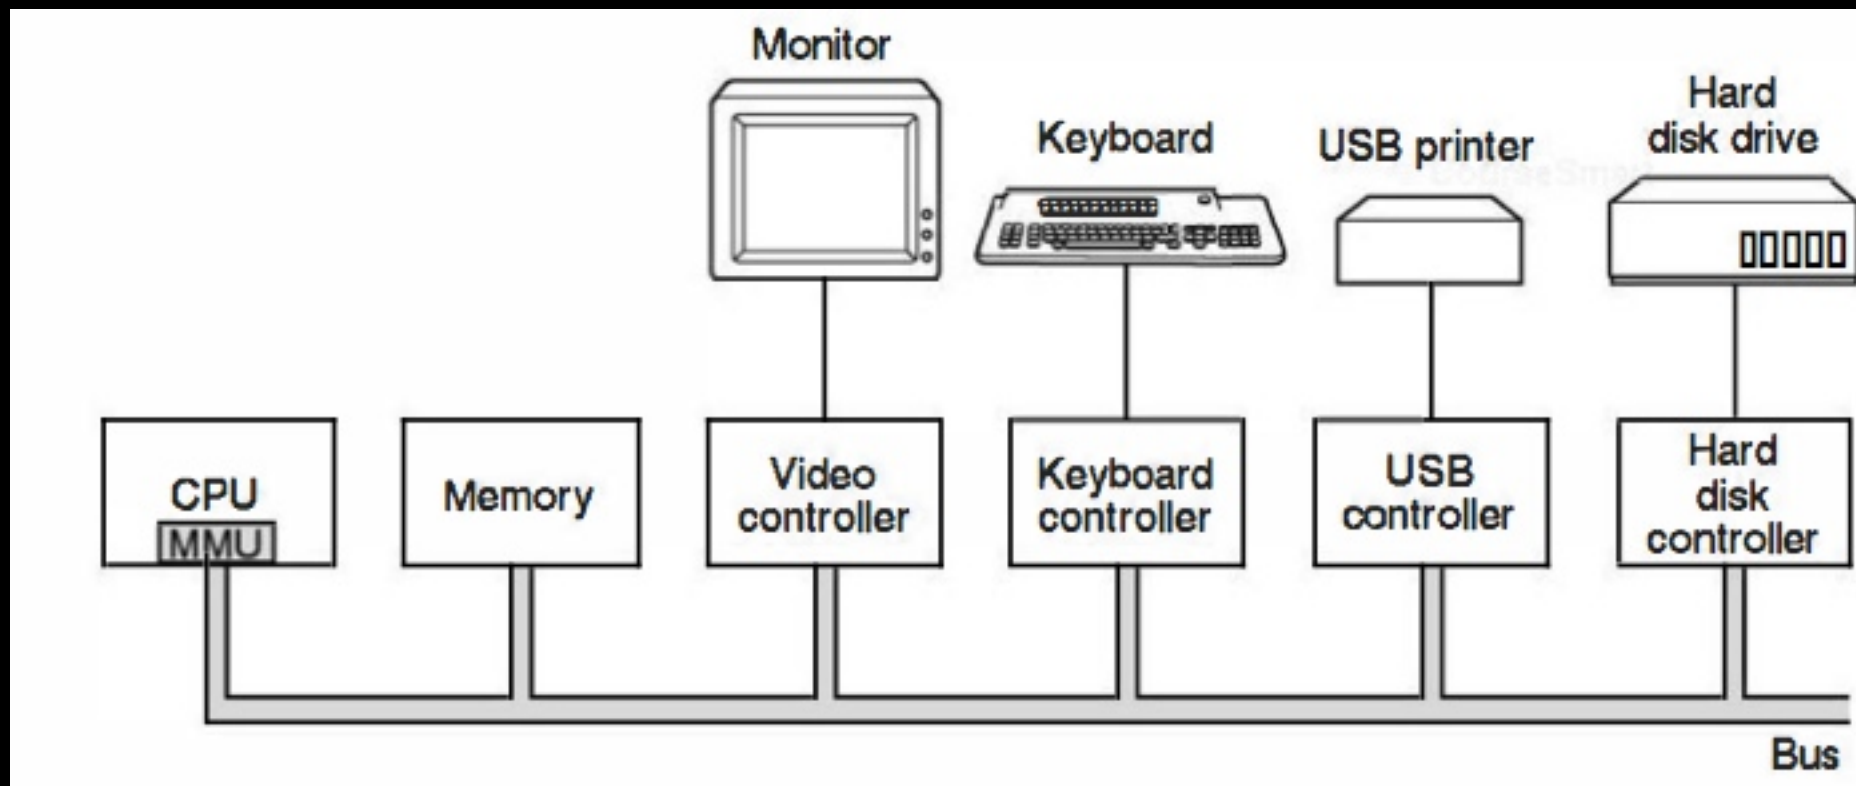 Monitor
Keyboard
USB printer
Hard
disk drive
CPU
MMU
Memory
Video
controller
Keyboard
controller
USB
controller
Hard
disk
controller
Bus
CourseSmart